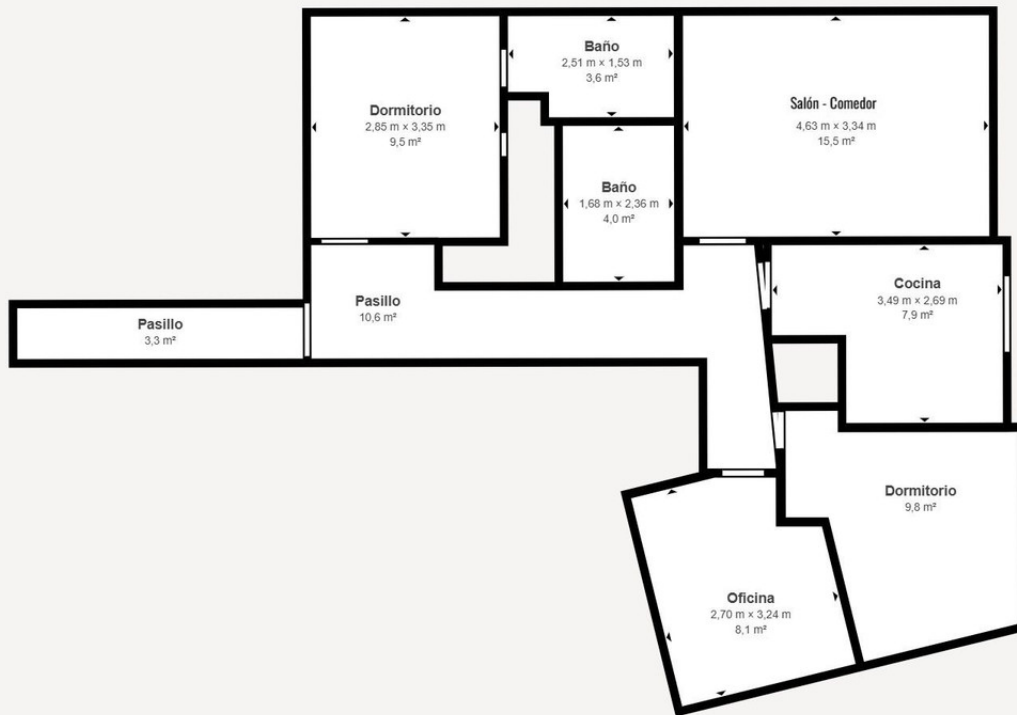 Baño
2,51 m × 1,53 m
3,6 m²
Dormitorio
2,85 m × 3,35 m
9,5 m²
Salón - Comedor
4,63 m × 3,34 m
15,5 m²
Baño
1,68 m × 2,36 m
4,0 m²
Cocina
3,49 m × 2,69 m
7,9 m²
Pasillo
10,6 m²
Pasillo
3,3 m²
Dormitorio
9,8 m²
Oficina
2,70 m × 3,24 m
8,1 m²